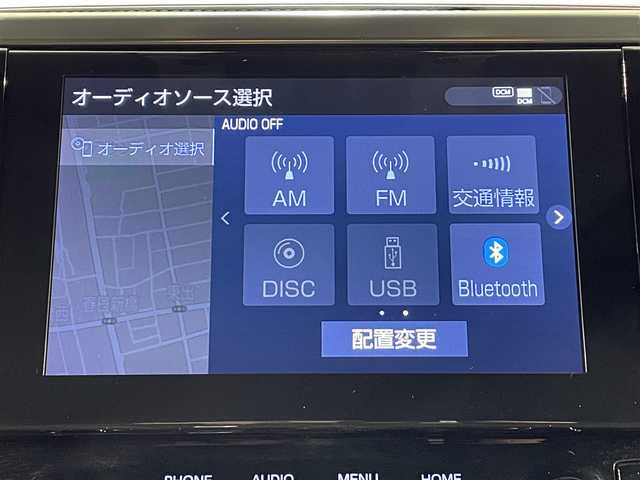 オーディオソース選択
DCM
DCM
AUDIO OFF
オーディオ選択
AM
FM
交通情報
DISC
USB
Bluetooth
配置変更
PHONE AUDIO MENU HOME